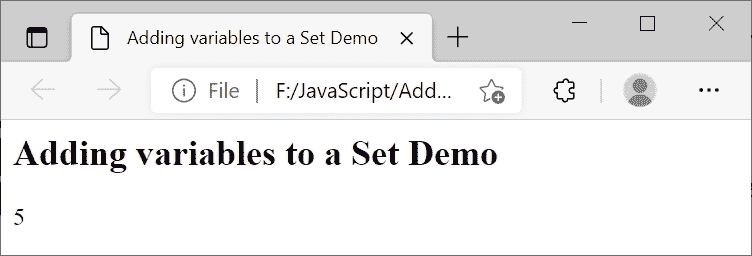 Adding variables to a Set Demo
File | F:/JavaScript/Add...
Adding variables to a Set Demo
5